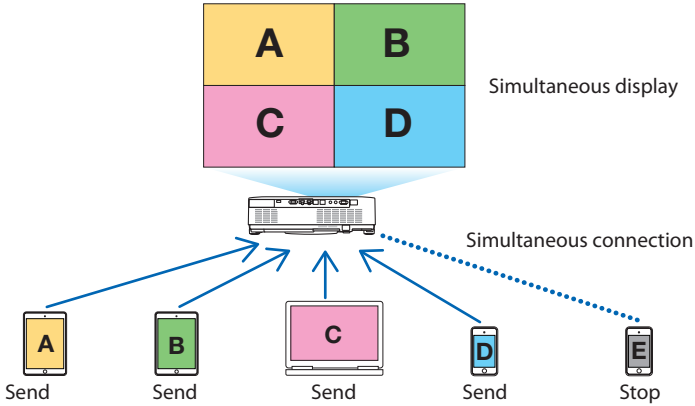 A B
Simultaneous display
C D
Simultaneous connection
A B C D E
Send Send Send Send Stop